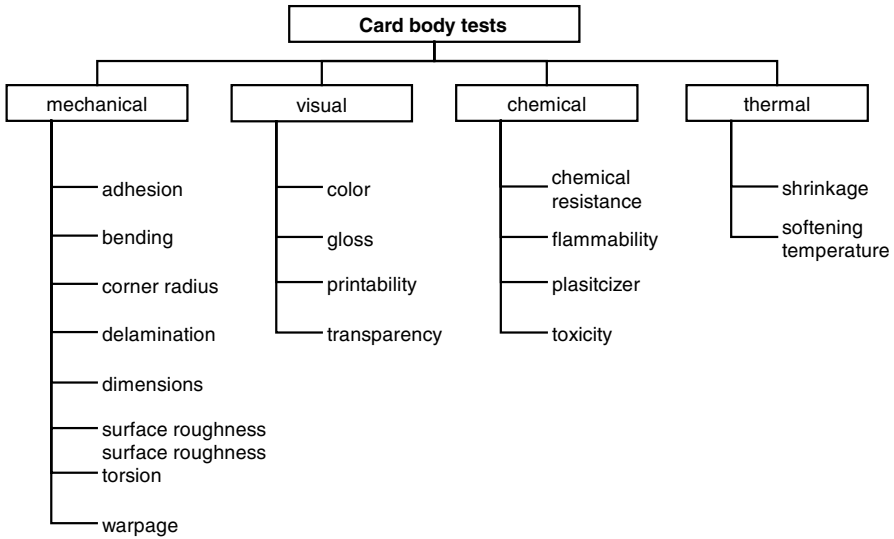 Card body tests
mechanical
visual
chemical
thermal
adhesion
bending
corner radius
delamination
dimensions
surface roughness
surface roughness
torsion
warpage
color
gloss
printability
transparency
chemical
resistance
flammability
plasitcizer
toxicity
shrinkage
softening
temperature